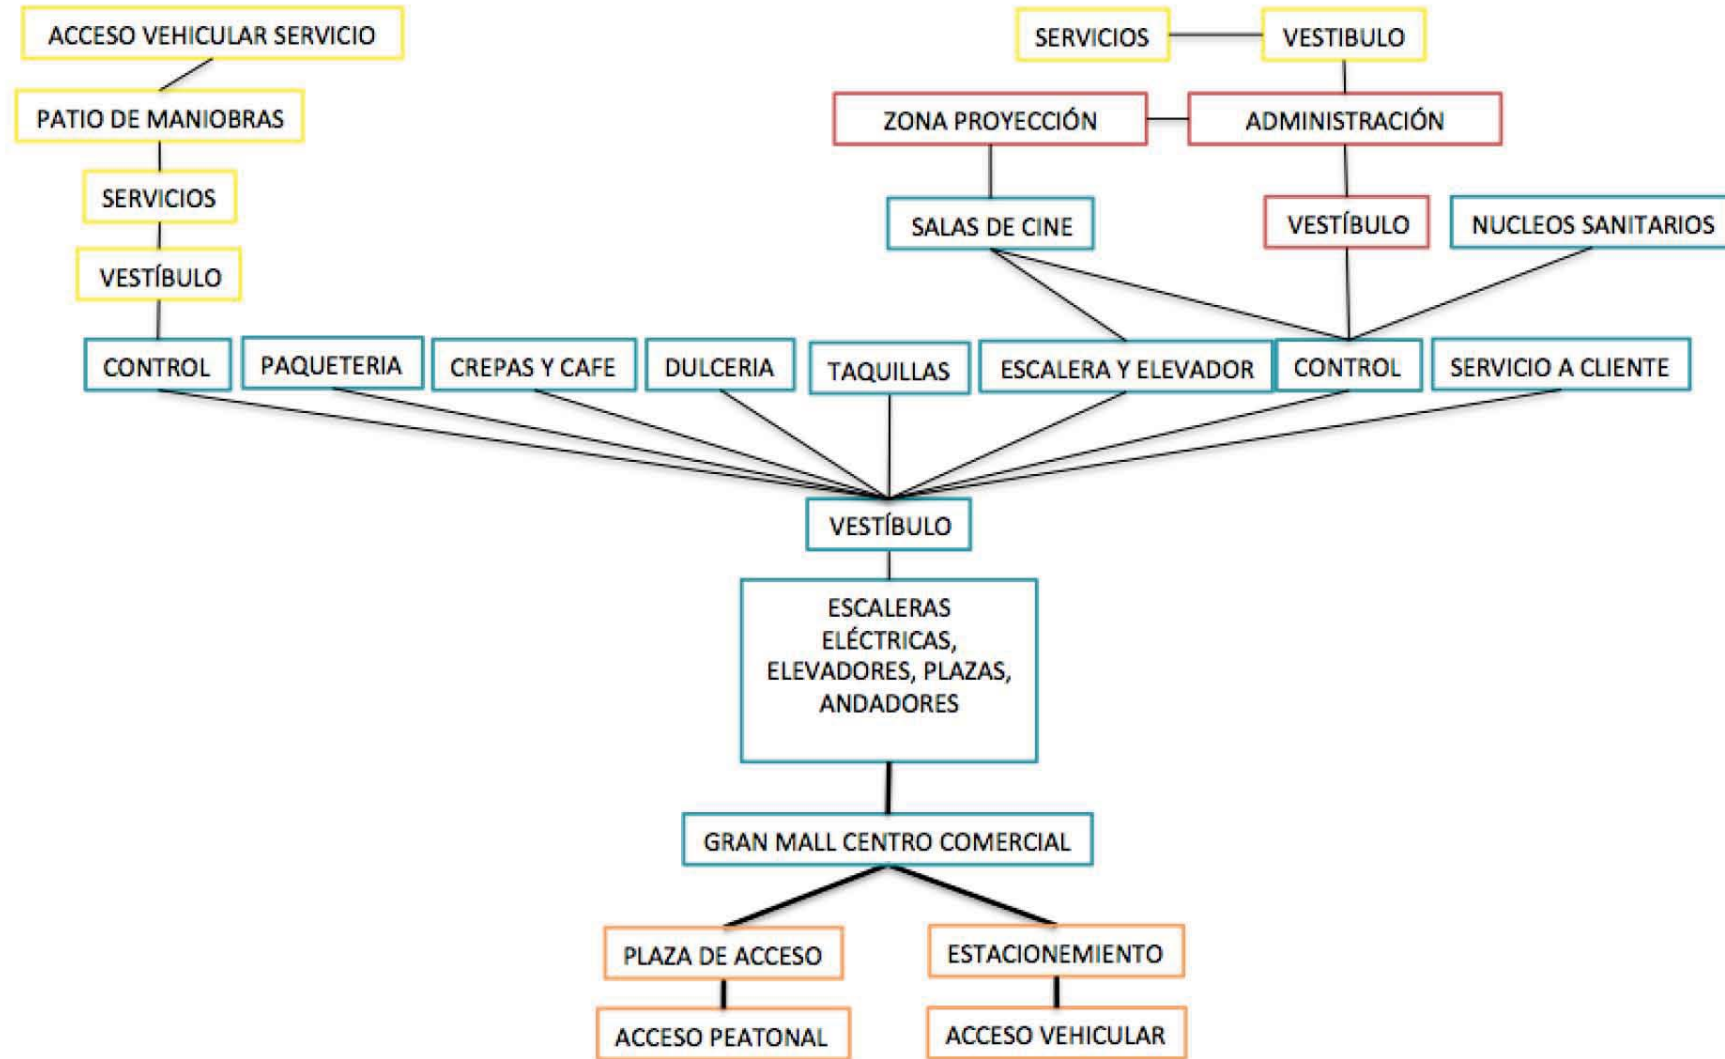 ACCESO VEHICULAR SERVICIO
SERVICIOS
VESTIBULO
PATIO DE MANIOBRAS
ZONA PROYECCIÓN
ADMINISTRACIÓN
SERVICIOS
SALAS DE CINE
VESTÍBULO
NUCLEOS SANITARIOS
VESTÍBULO
CONTROL
PAQUETERIA
CREPAS Y CAFE
DULCERIA
TAQUILLAS
ESCALERA Y ELEVADOR
CONTROL
SERVICIO A CLIENTE
VESTÍBULO
ESCALERAS
ELÉCTRICAS,
ELEVADORES, PLAZAS,
ANDADORES
GRAN MALL CENTRO COMERCIAL
PLAZA DE ACCESO
ESTACIONEMIENTO
ACCESO PEATONAL
ACCESO VEHICULAR